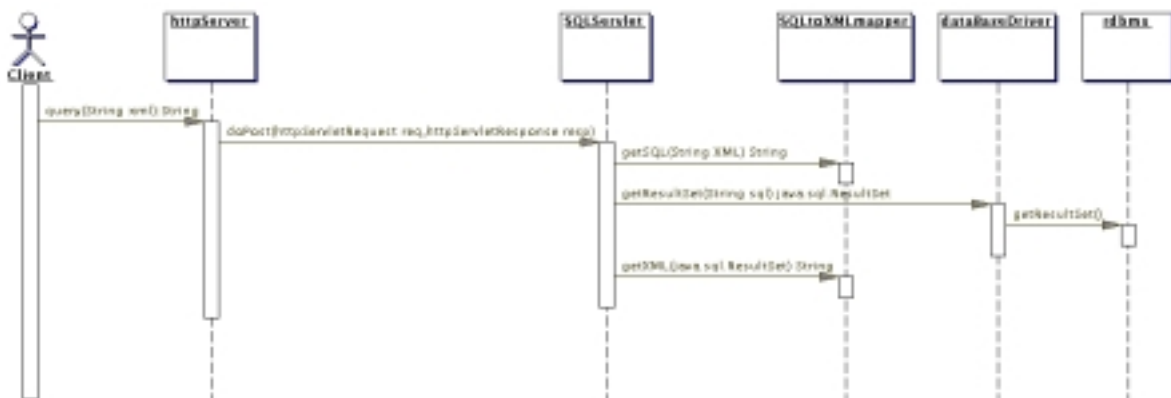 httpServer
SQLServlet
SQLtoXMLmapper
dataBaseDriver
rdbms
Client
query(String xml) String
doPost(httpServletRequest req,httpServletResponse resp)
getSQL(String XML) String
getResultSet(String sql) java.sql.ResultSet
getResultSet()
getXML(java.sql.ResultSet) String